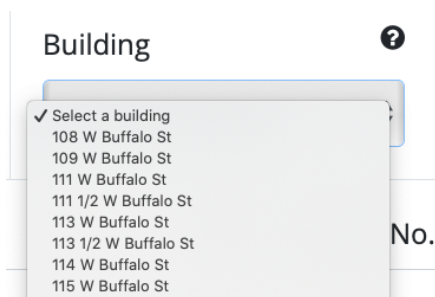 Building
✓ Select a building
108 W Buffalo St
109 W Buffalo St
111 W Buffalo St
111 1/2 W Buffalo St
113 W Buffalo St
113 1/2 W Buffalo St
No.
114 W Buffalo St
115 W Buffalo St